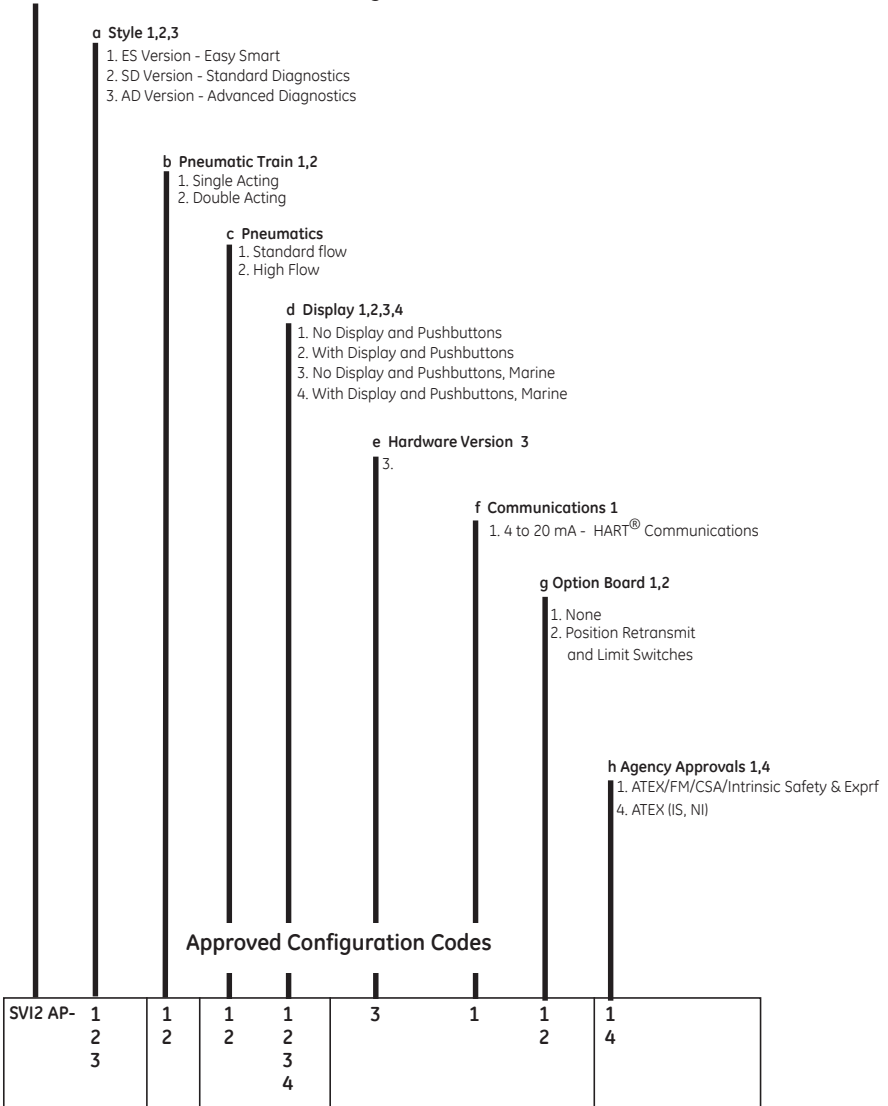 a Style 1,2,3
1. ES Version - Easy Smart
2. SD Version - Standard Diagnostics
3. AD Version - Advanced Diagnostics
b Pneumatic Train 1,2
1. Single Acting
2. Double Acting
c Pneumatics
1. Standard flow
2. High Flow
d Display 1,2,3,4
1. No Display and Pushbuttons
2. With Display and Pushbuttons
3. No Display and Pushbuttons, Marine
4. With Display and Pushbuttons, Marine
e Hardware Version 3
3.
f Communications 1
1. 4 to 20 mA - HART® Communications
g Option Board 1,2
1. None
2. Position Retransmit
and Limit Switches
h Agency Approvals 1,4
1. ATEX/FM/CSA/Intrinsic Safety & Exprf
4. ATEX (IS, NI)
Approved Configuration Codes
SVI2 AP- 1 1 1 1 3 1 1 1
2 2 2 2 2 4
3 3
4